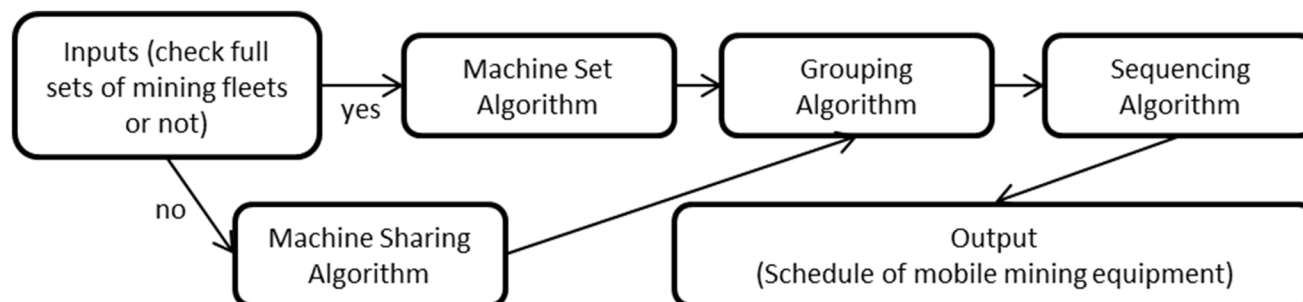 Inputs (check full
sets of mining fleets
or not)
yes
Machine Set
Algorithm
Grouping
Algorithm
Sequencing
Algorithm
no
Machine Sharing
Algorithm
Output
(Schedule of mobile mining equipment)